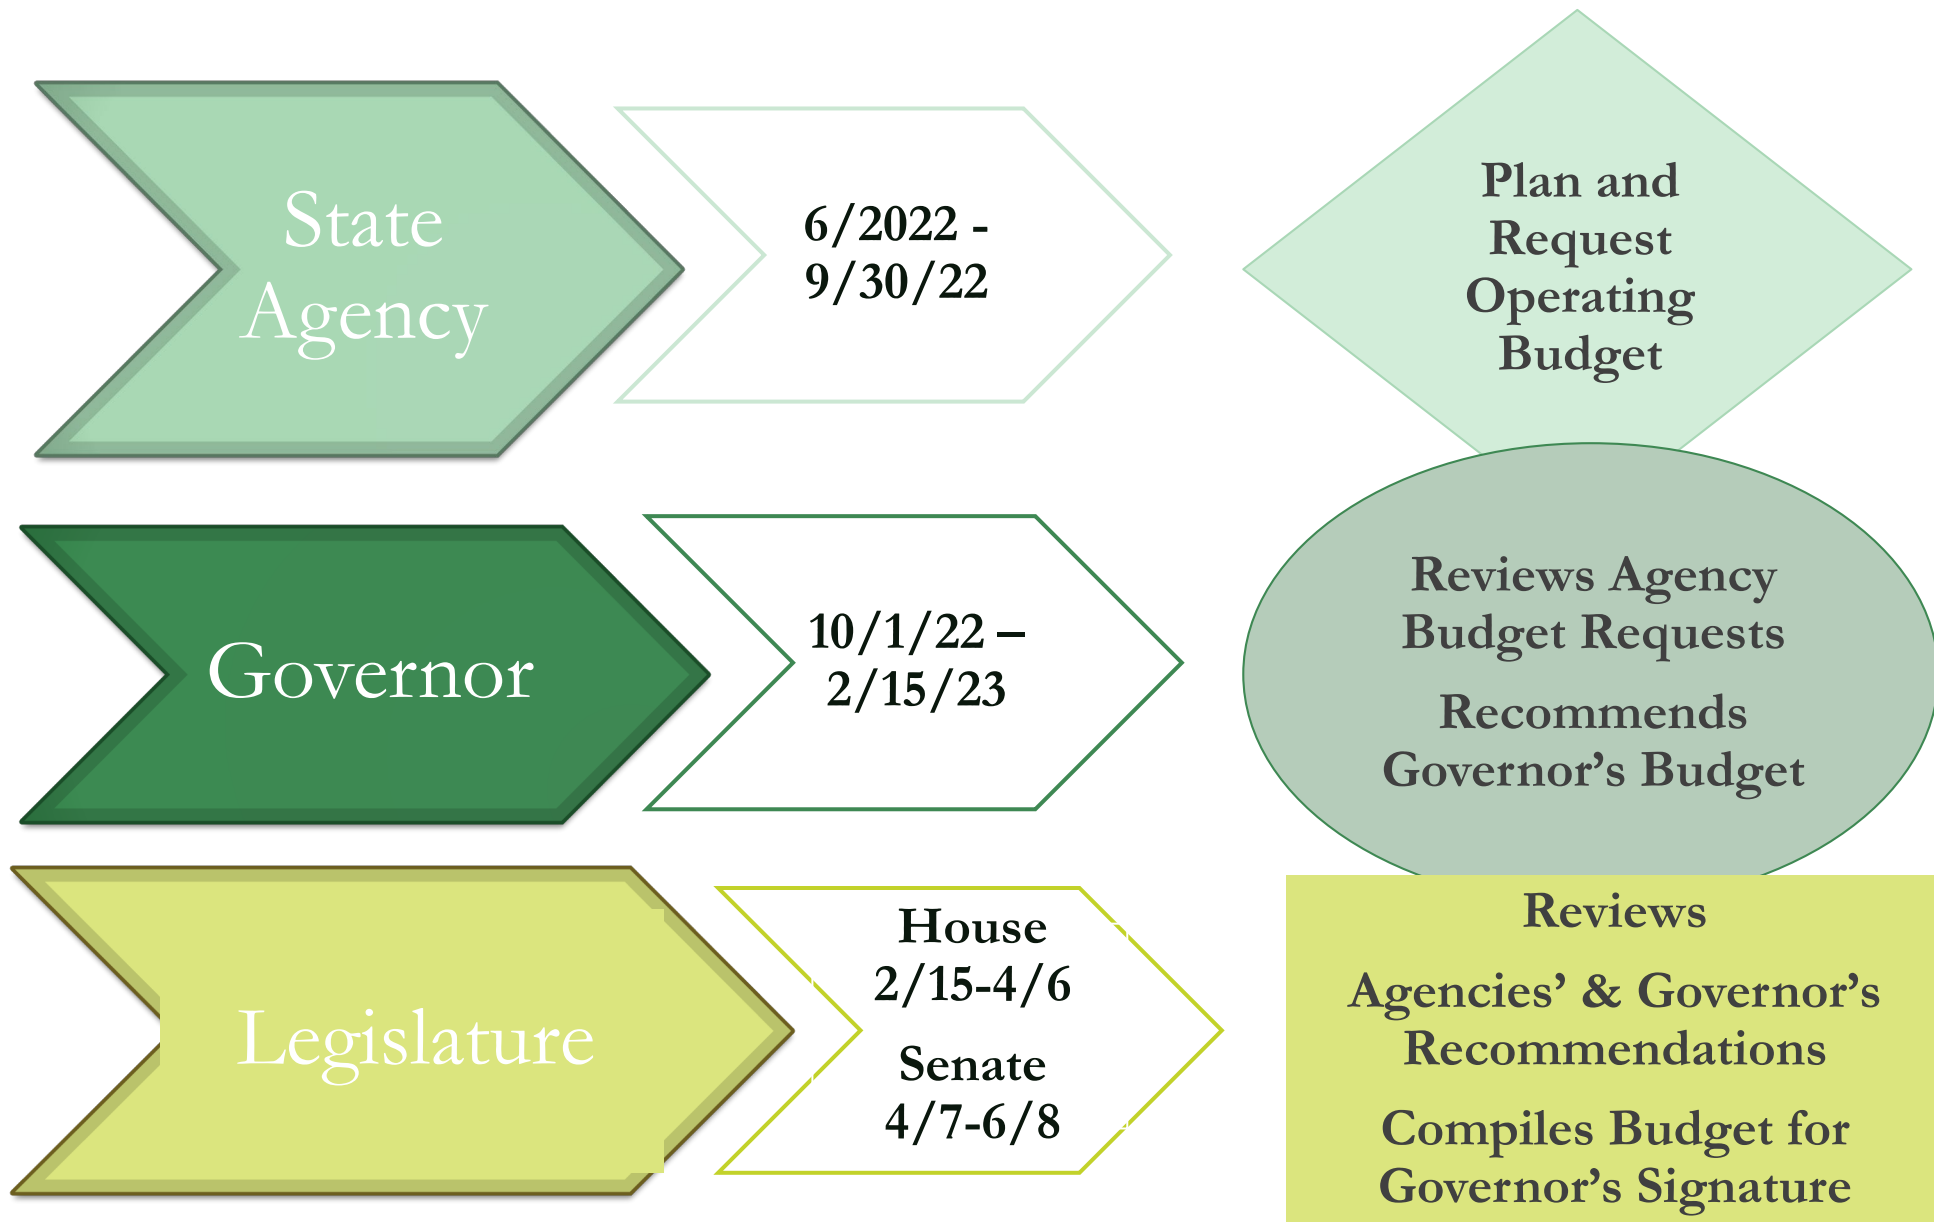 State
Agency
6/2022 -
9/30/22
Plan and
Request
Operating
Budget
Governor
10/1/22 –
2/15/23
Reviews Agency
Budget Requests
Recommends
Governor’s Budget
Legislature
House
2/15-4/6
Senate
4/7-6/8
Reviews
Agencies’ & Governor’s
Recommendations
Compiles Budget for
Governor’s Signature